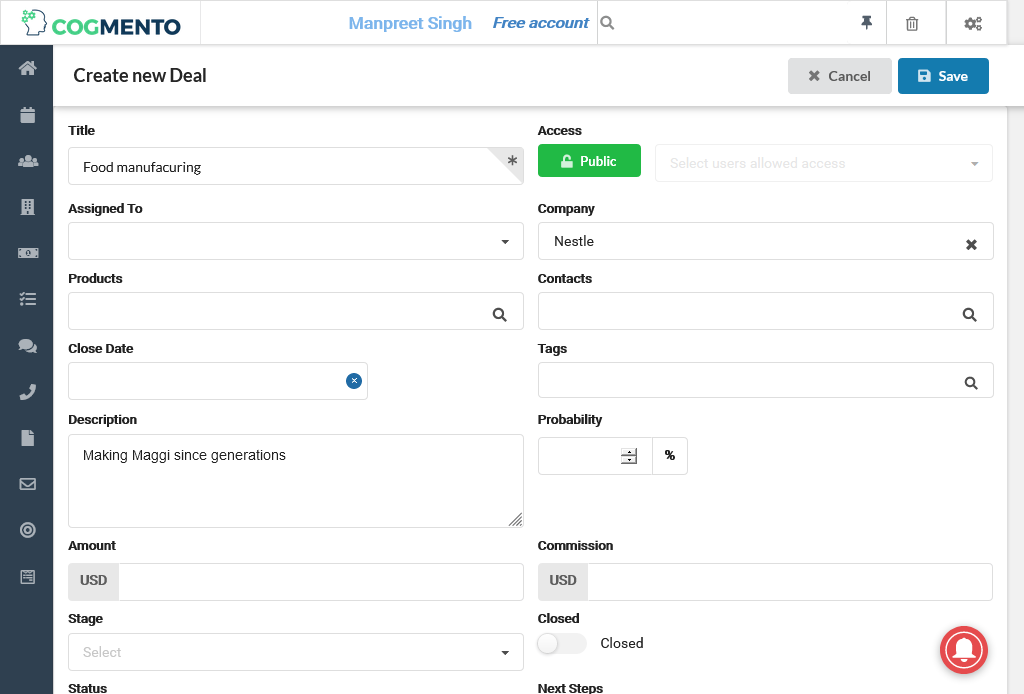 COGMENTO
Manpreet Singh Free account
Create new Deal
Cancel
Save
Title
Access
Food manufacuring
*
Public
Select users allowed access
Assigned To
Company
Nestle
Products
Contacts
Close Date
Tags
Description
Probability
Making Maggi since generations
%
Amount
Commission
USD
USD
Stage
Closed
Select
Closed
Status
Next Steps